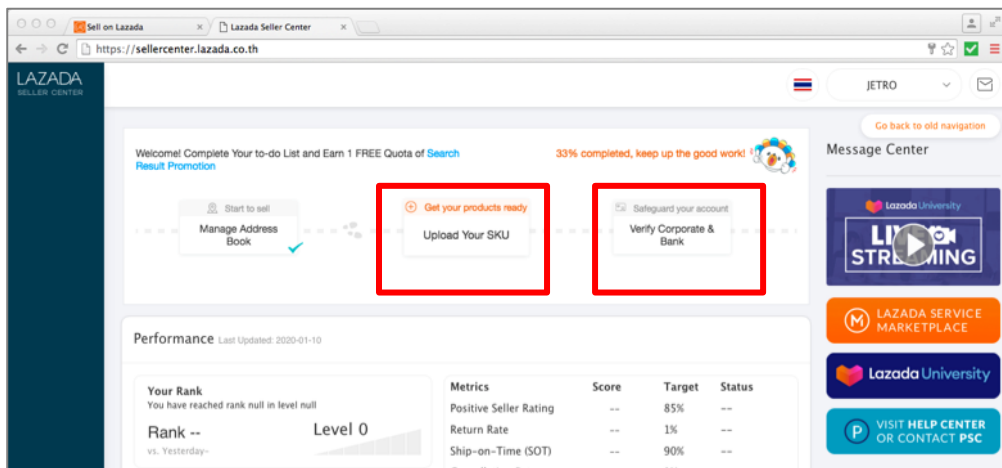 Sell on Lazada
Lazada Seller Center
https://sellercenter.lazada.co.th
LAZADA
SELLER CENTER
JETRO
Go back to old navigation
Welcome! Complete Your to-do List and Earn 1 FREE Quota of Search
Result Promotion
33% completed, keep up the good work!
Start to sell
Manage Address
Book
Get your products ready
Upload Your SKU
Safeguard your account
Verify Corporate &
Bank
Message Center
Lazada University
LIVE
STREAMING
LAZADA SERVICE
MARKETPLACE
Lazada University
VISIT HELP CENTER
OR CONTACT PSC
Performance Last Updated: 2020-01-10
Your Rank
You have reached rank null in level null
Rank --
Level 0
vs. Yesterday-
Metrics Score Target Status
Positive Seller Rating -- 85% --
Return Rate -- 1% --
Ship-on-Time (SOT) -- 90% --